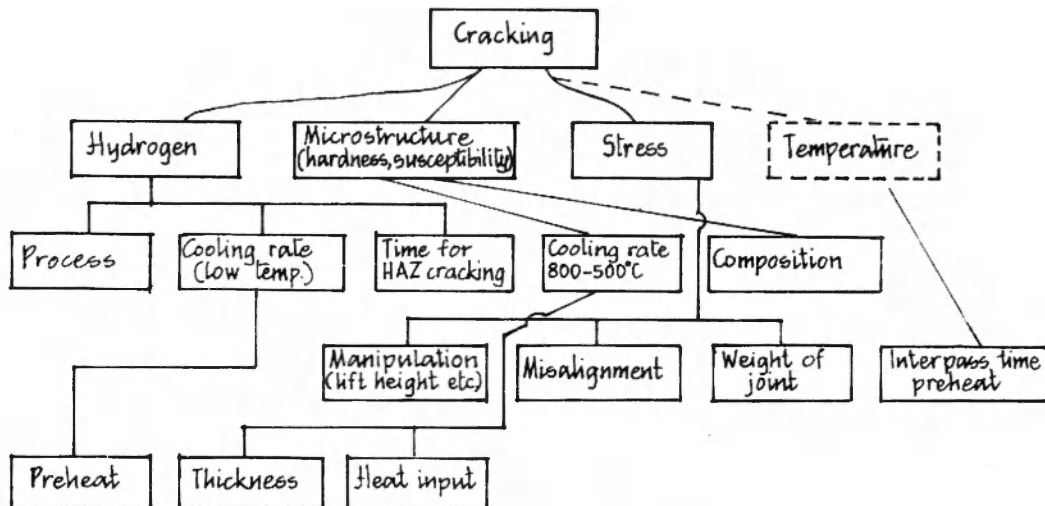 Cracking
Hydrogen
Microstructure
(hardness, susceptibility)
Stress
Temperature
Process
Cooling rate
(low temp.)
Time for
HAZ cracking
Cooling rate
800-500°C
Composition
Manipulation
(lift height etc)
Misalignment
Weight of
joint
Interpass time
preheat
Preheat
Thickness
Heat input